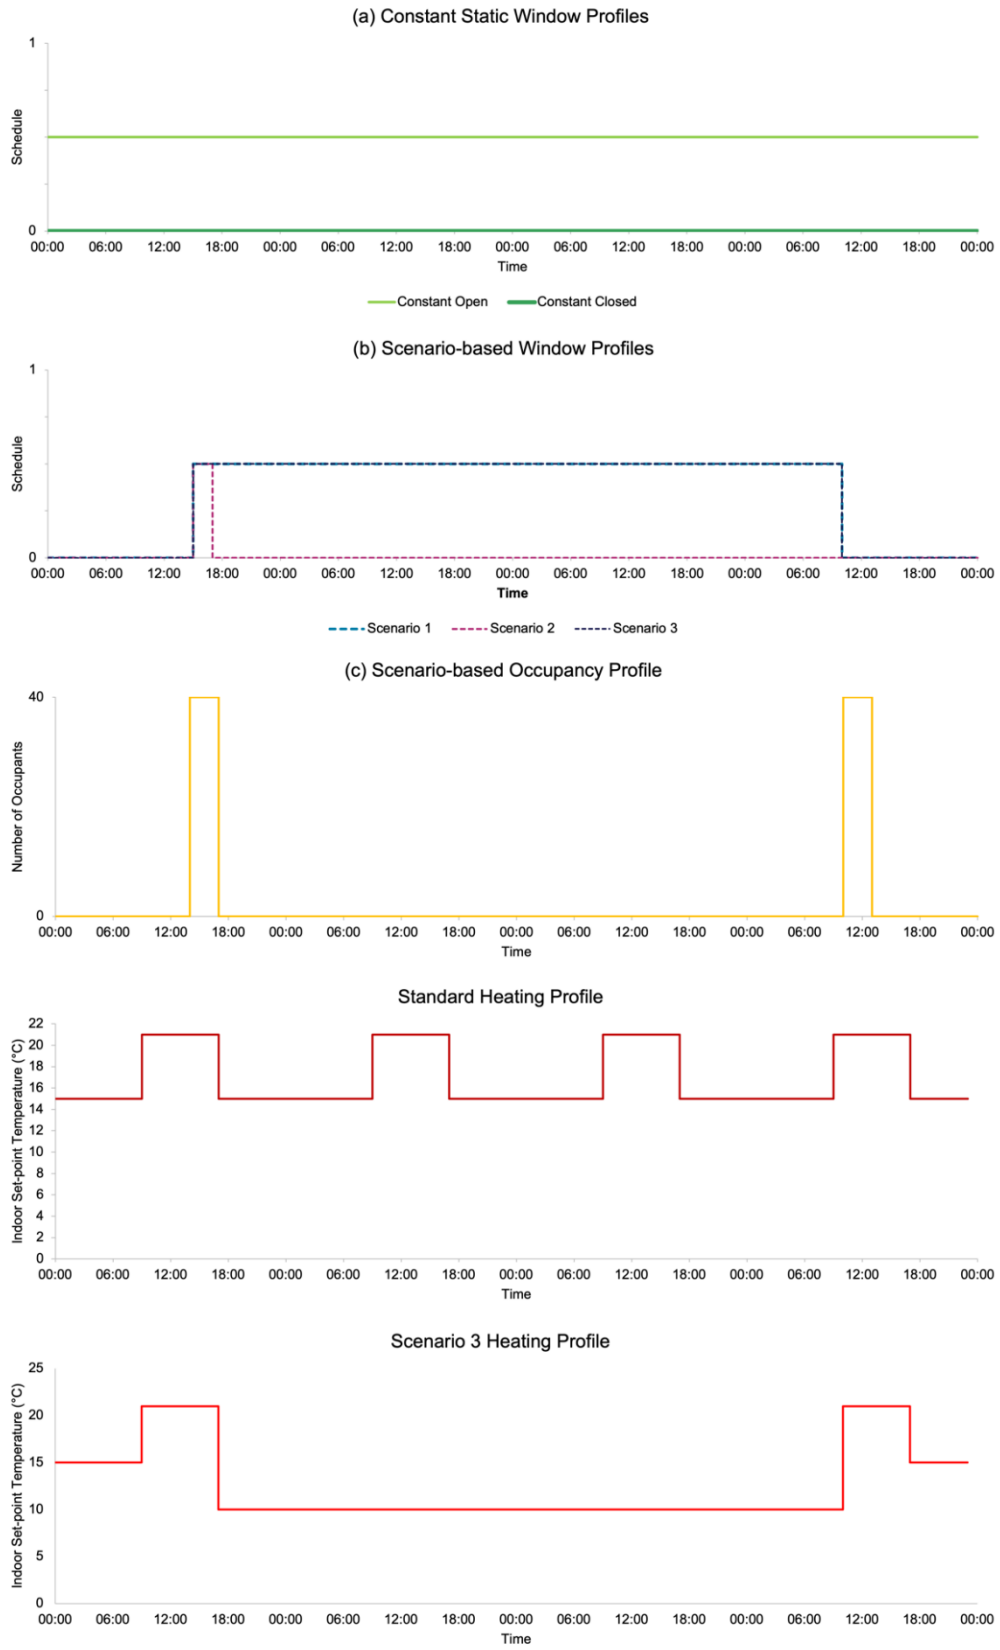 (a) Constant Static Window Profiles
1
Schedule
0
00:00 06:00 12:00 18:00 00:00 06:00 12:00 18:00 00:00 06:00 12:00 18:00 00:00 06:00 12:00 18:00 00:00
Time
Constant Open Constant Closed
(b) Scenario-based Window Profiles
1
Schedule
0
00:00 06:00 12:00 18:00 00:00 06:00 12:00 18:00 00:00 06:00 12:00 18:00 00:00 06:00 12:00 18:00 00:00
Time
Scenario 1 Scenario 2 Scenario 3
(c) Scenario-based Occupancy Profile
40
Number of Occupants
0
00:00 06:00 12:00 18:00 00:00 06:00 12:00 18:00 00:00 06:00 12:00 18:00 00:00 06:00 12:00 18:00 00:00
Time
Standard Heating Profile
Indoor Set-point Temperature (°C)
22
20
18
16
14
12
10
8
6
4
2
0
00:00 06:00 12:00 18:00 00:00 06:00 12:00 18:00 00:00 06:00 12:00 18:00 00:00 06:00 12:00 18:00 00:00
Time
Scenario 3 Heating Profile
Indoor Set-point Temperature (°C)
25
20
15
10
5
0
00:00 06:00 12:00 18:00 00:00 06:00 12:00 18:00 00:00 06:00 12:00 18:00 00:00 06:00 12:00 18:00 00:00
Time